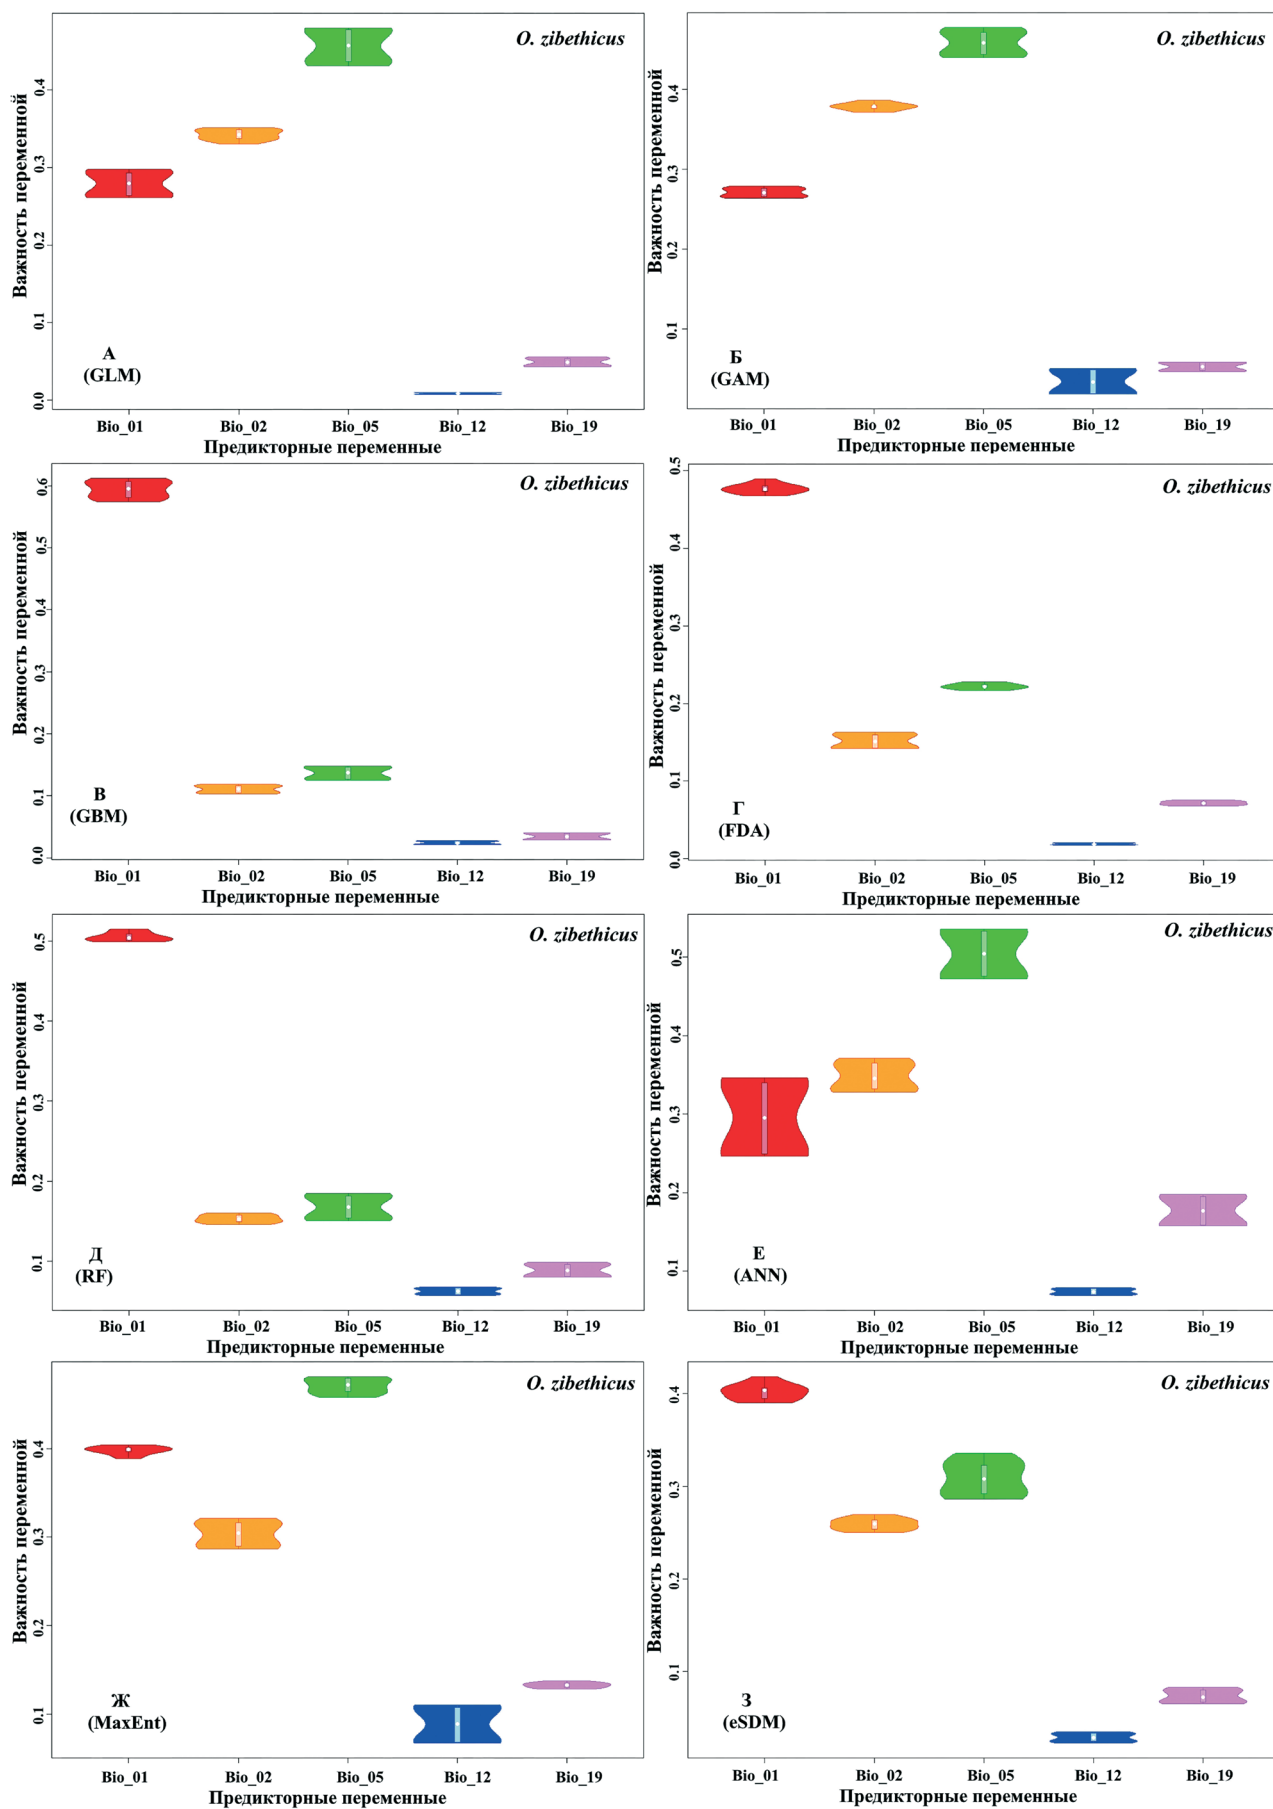 O. zibethicus
Важность переменной
0.4
0.3
0.2
0.1
0.0
А
(GLM)
Bio_01 Bio_02 Bio_05 Bio_12 Bio_19
Предикторные переменные
O. zibethicus
Важность переменной
0.4
0.3
0.2
0.1
Б
(GAM)
Bio_01 Bio_02 Bio_05 Bio_12 Bio_19
Предикторные переменные
O. zibethicus
Важность переменной
0.6
0.5
0.4
0.3
0.2
0.1
0.0
В
(GBM)
Bio_01 Bio_02 Bio_05 Bio_12 Bio_19
Предикторные переменные
O. zibethicus
Важность переменной
0.5
0.4
0.3
0.2
0.1
0.0
Г
(FDA)
Bio_01 Bio_02 Bio_05 Bio_12 Bio_19
Предикторные переменные
O. zibethicus
Важность переменной
0.5
0.4
0.3
0.2
0.1
Д
(RF)
Bio_01 Bio_02 Bio_05 Bio_12 Bio_19
Предикторные переменные
O. zibethicus
Важность переменной
0.5
0.4
0.3
0.2
0.1
Е
(ANN)
Bio_01 Bio_02 Bio_05 Bio_12 Bio_19
Предикторные переменные
O. zibethicus
Важность переменной
0.4
0.3
0.2
0.1
Ж
(MaxEnt)
Bio_01 Bio_02 Bio_05 Bio_12 Bio_19
Предикторные переменные
O. zibethicus
Важность переменной
0.4
0.3
0.2
0.1
З
(eSDM)
Bio_01 Bio_02 Bio_05 Bio_12 Bio_19
Предикторные переменные